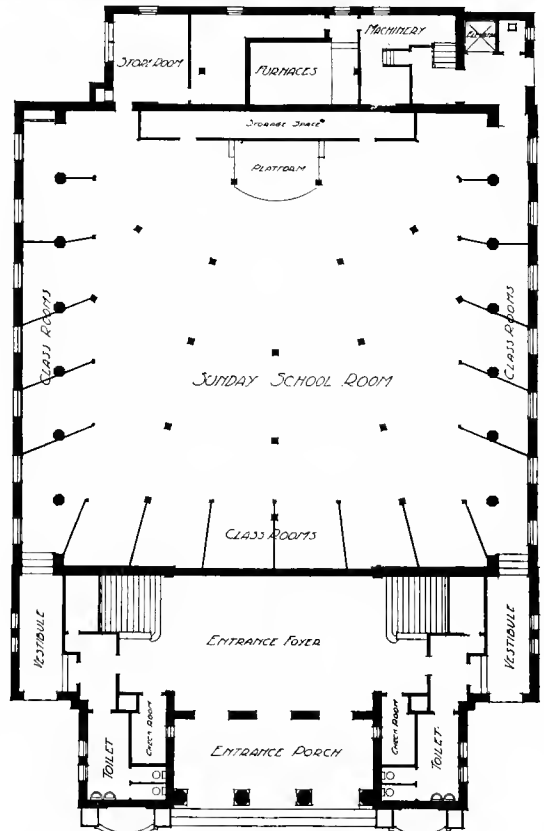 MACHINERY
ELEVATOR
STORE ROOM
FURNACES
STORAGE SPACE
PLATFORM
CLASS ROOMS
CLASS ROOMS
SUNDAY SCHOOL ROOM
CLASS ROOMS
VESTIBULE
ENTRANCE FOYER
VESTIBULE
CHECK ROOM
CHECK ROOM
TOILET
ENTRANCE PORCH
TOILET